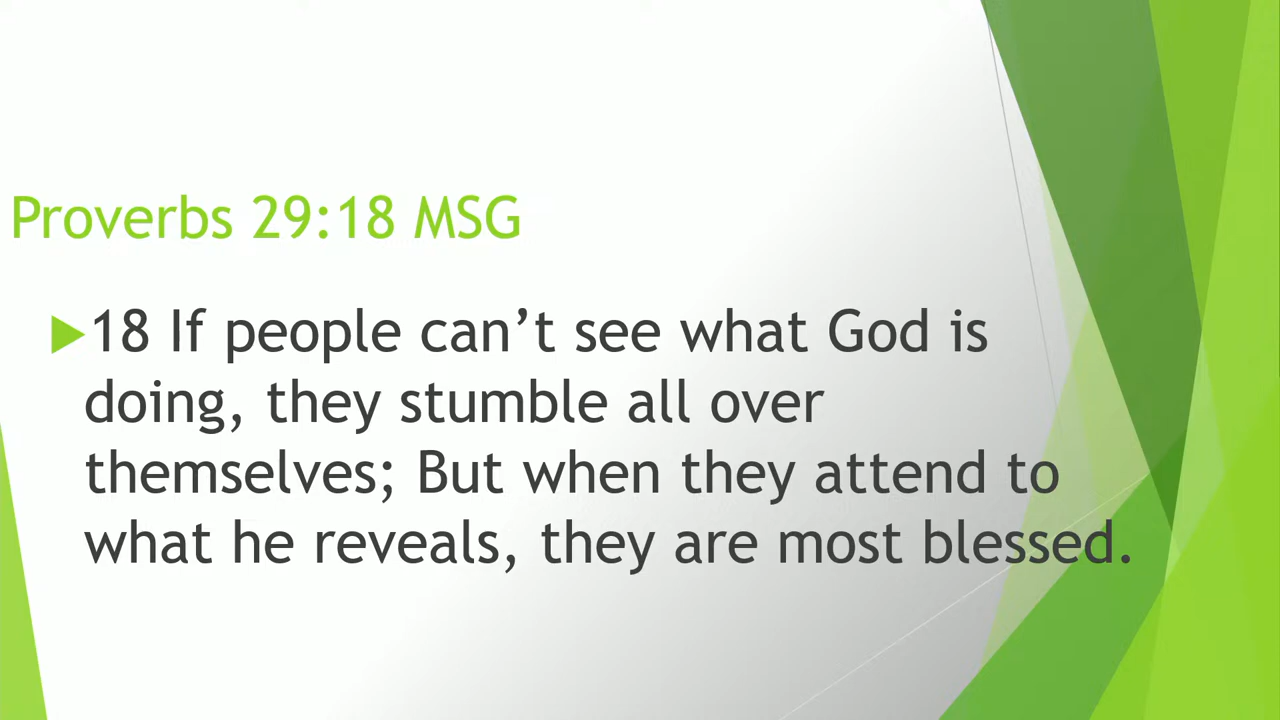 Proverbs 29:18 MSG
18 If people can’t see what God is
doing, they stumble all over
themselves; But when they attend to
what he reveals, they are most blessed.